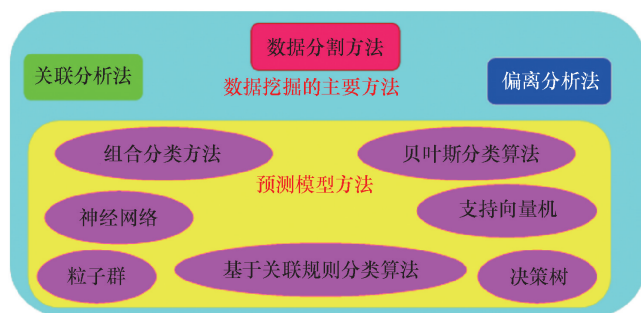 数据分割方法
关联分析法
数据挖掘的主要方法
偏离分析法
组合分类方法
贝叶斯分类算法
预测模型方法
神经网络
支持向量机
粒子群
基于关联规则分类算法
决策树